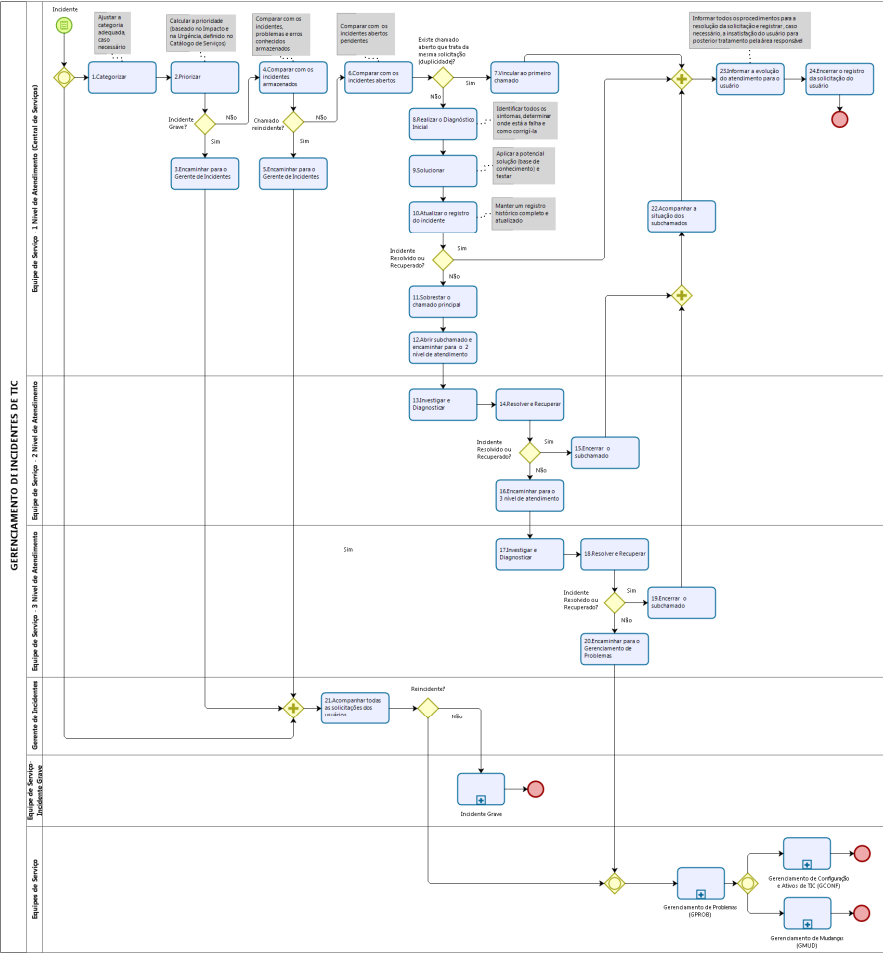 GERENCIAMENTO DE INCIDENTES DE TIC
Equipe de Serviço - 1 Nível de Atendimento (Central de Serviços)
Incidente
Ajustar a
categoria
adequada,
caso
necessário
Calcular a prioridade
(baseado no Impacto e
na Urgência, definido no
Catálogo de Serviços)
Comparar com os
incidentes,
problemas e erros
conhecidos
armazenados
Comparar com os
incidentes abertos
pendentes
Existe chamado
aberto que trata da
mesma solicitação
(duplicidade)?
Informar todos os procedimentos para a
resolução da solicitação e registrar, caso
necessário, a insatisfação do usuário para
posterior tratamento pela área responsável
1.Categorizar
2.Priorizar
4.Comparar com os
incidentes
armazenados
6.Comparar com os
incidentes abertos
Sim
7.Vincular ao primeiro
chamado
23.Informar a evolução
do atendimento para o
usuário
24.Encerrar o registro
da solicitação do
usuário
Não
Incidente
Grave?
Não
Sim
Chamado
reincidente?
Não
Sim
8.Realizar o Diagnóstico
Inicial
Identificar todos os
sintomas, determinar
onde está a falha e
como corrigi-la
3.Encaminhar para o
Gerente de Incidentes
5.Encaminhar para o
Gerente de Incidentes
9.Solucionar
Aplicar a potencial
solução (base de
conhecimento) e
testar
10.Atualizar o registro
do incidente
Manter um registro
histórico completo e
atualizado
22.Acompanhar a
situação dos
subchamados
Incidente
Resolvido ou
Recuperado?
Sim
Não
11.Sobrestar o
chamado principal
12.Abrir subchamado e
encaminhar para o 2
nível de atendimento
Equipe de Serviço - 2 Nível de Atendimento
13.Investigar e
Diagnosticar
14.Resolver e Recuperar
Incidente
Resolvido ou
Recuperado?
Sim
Não
15.Encerrar o
subchamado
16.Encaminhar para o
3 nível de atendimento
Equipe de Serviço - 3 Nível de Atendimento
Sim
17.Investigar e
Diagnosticar
18.Resolver e Recuperar
Incidente
Resolvido ou
Recuperado?
Sim
Não
19.Encerrar o
subchamado
20.Encaminhar para o
Gerenciamento de
Problemas
Gerente de Incidentes
21.Acompanhar todas
as solicitações dos
usuários
Reincidente?
Não
Equipe de Serviço-
Incidente Grave
Incidente Grave
Equipes de Serviço
Gerenciamento de Problemas
(GPROB)
Gerenciamento de Configuração
e Ativos de TIC (GCONF)
Gerenciamento de Mudanças
(GMUD)